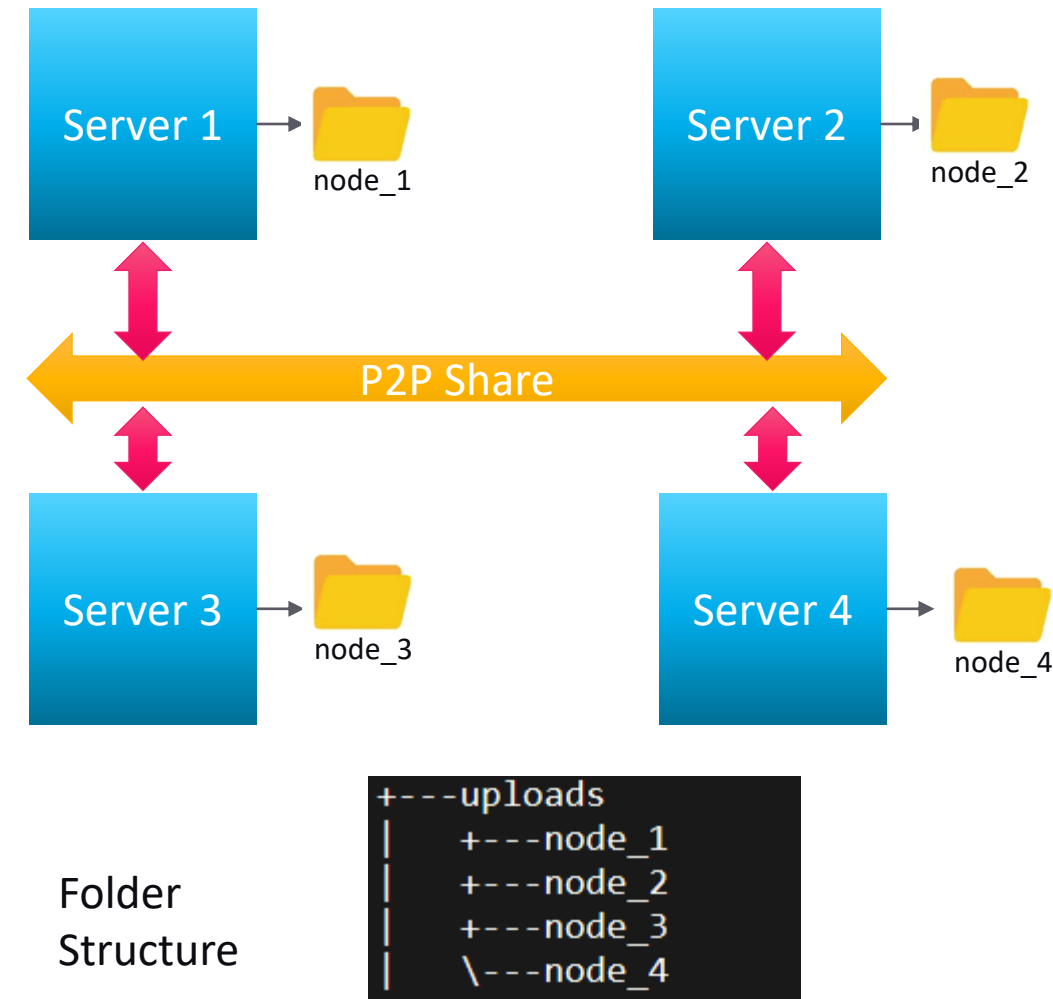 Server 1
node_1
Server 2
node_2
P2P Share
Server 3
node_3
Server 4
node_4
Folder
Structure
+---uploads
|    +---node_1
|    +---node_2
|    +---node_3
|    \---node_4